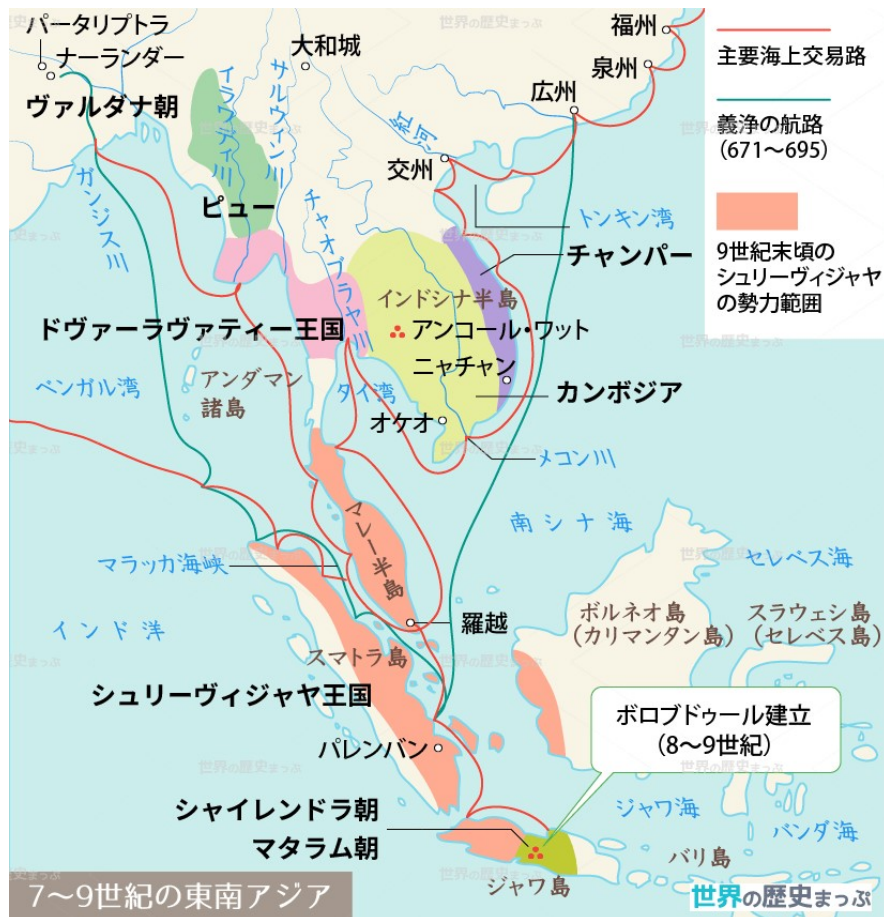 パータリプトラ
ナーランダー
ヴァルダナ朝
大和城
福州
泉州
広州
主要海上交易路
義漁の航路
(671〜695)
9世紀末頃の
シュリーヴィジャヤ
の勢力範囲
イラワディ川
サルウィン川
紅河
交州
ガンジス川
ピュー
チャオプラヤ川
トンキン湾
チャンパー
インドシナ半島
ドヴァーラヴァティー王国
アンコール・ワット
ニャチャン
カンボジア
ベンガル湾
アンダマン
諸島
タイ湾
オケオ
メコン川
南シナ海
マレー半島
マラッカ海峡
セレベス海
インド洋
羅越
ボルネオ島
(カリマンタン島)
スラウェシ島
(セレベス島)
スマトラ島
シュリーヴィジャヤ王国
パレンバン
ボロブドゥール建立
(8〜9世紀)
シャイレンドラ朝
マタラム朝
ジャワ海
バンダ海
バリ島
ジャワ島
7〜9世紀の東南アジア
世界の歴史まっぷ